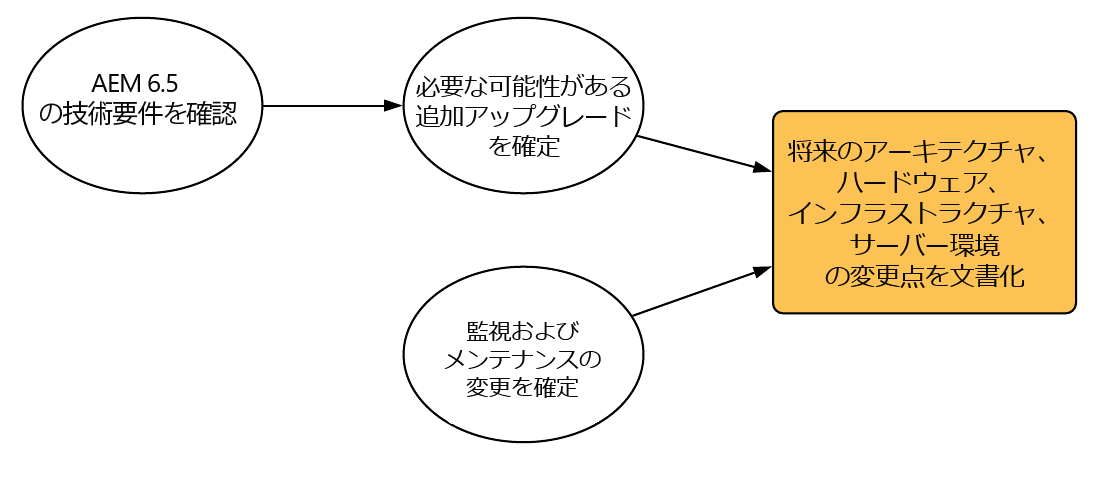 AEM 6.5
の技術要件を確認
必要な可能性がある
追加アップグレード
を確定
将来のアーキテクチャ、
ハードウェア、
インフラストラクチャ、
サーバー環境
の変更点を文書化
監視および
メンテナンスの
変更を確定